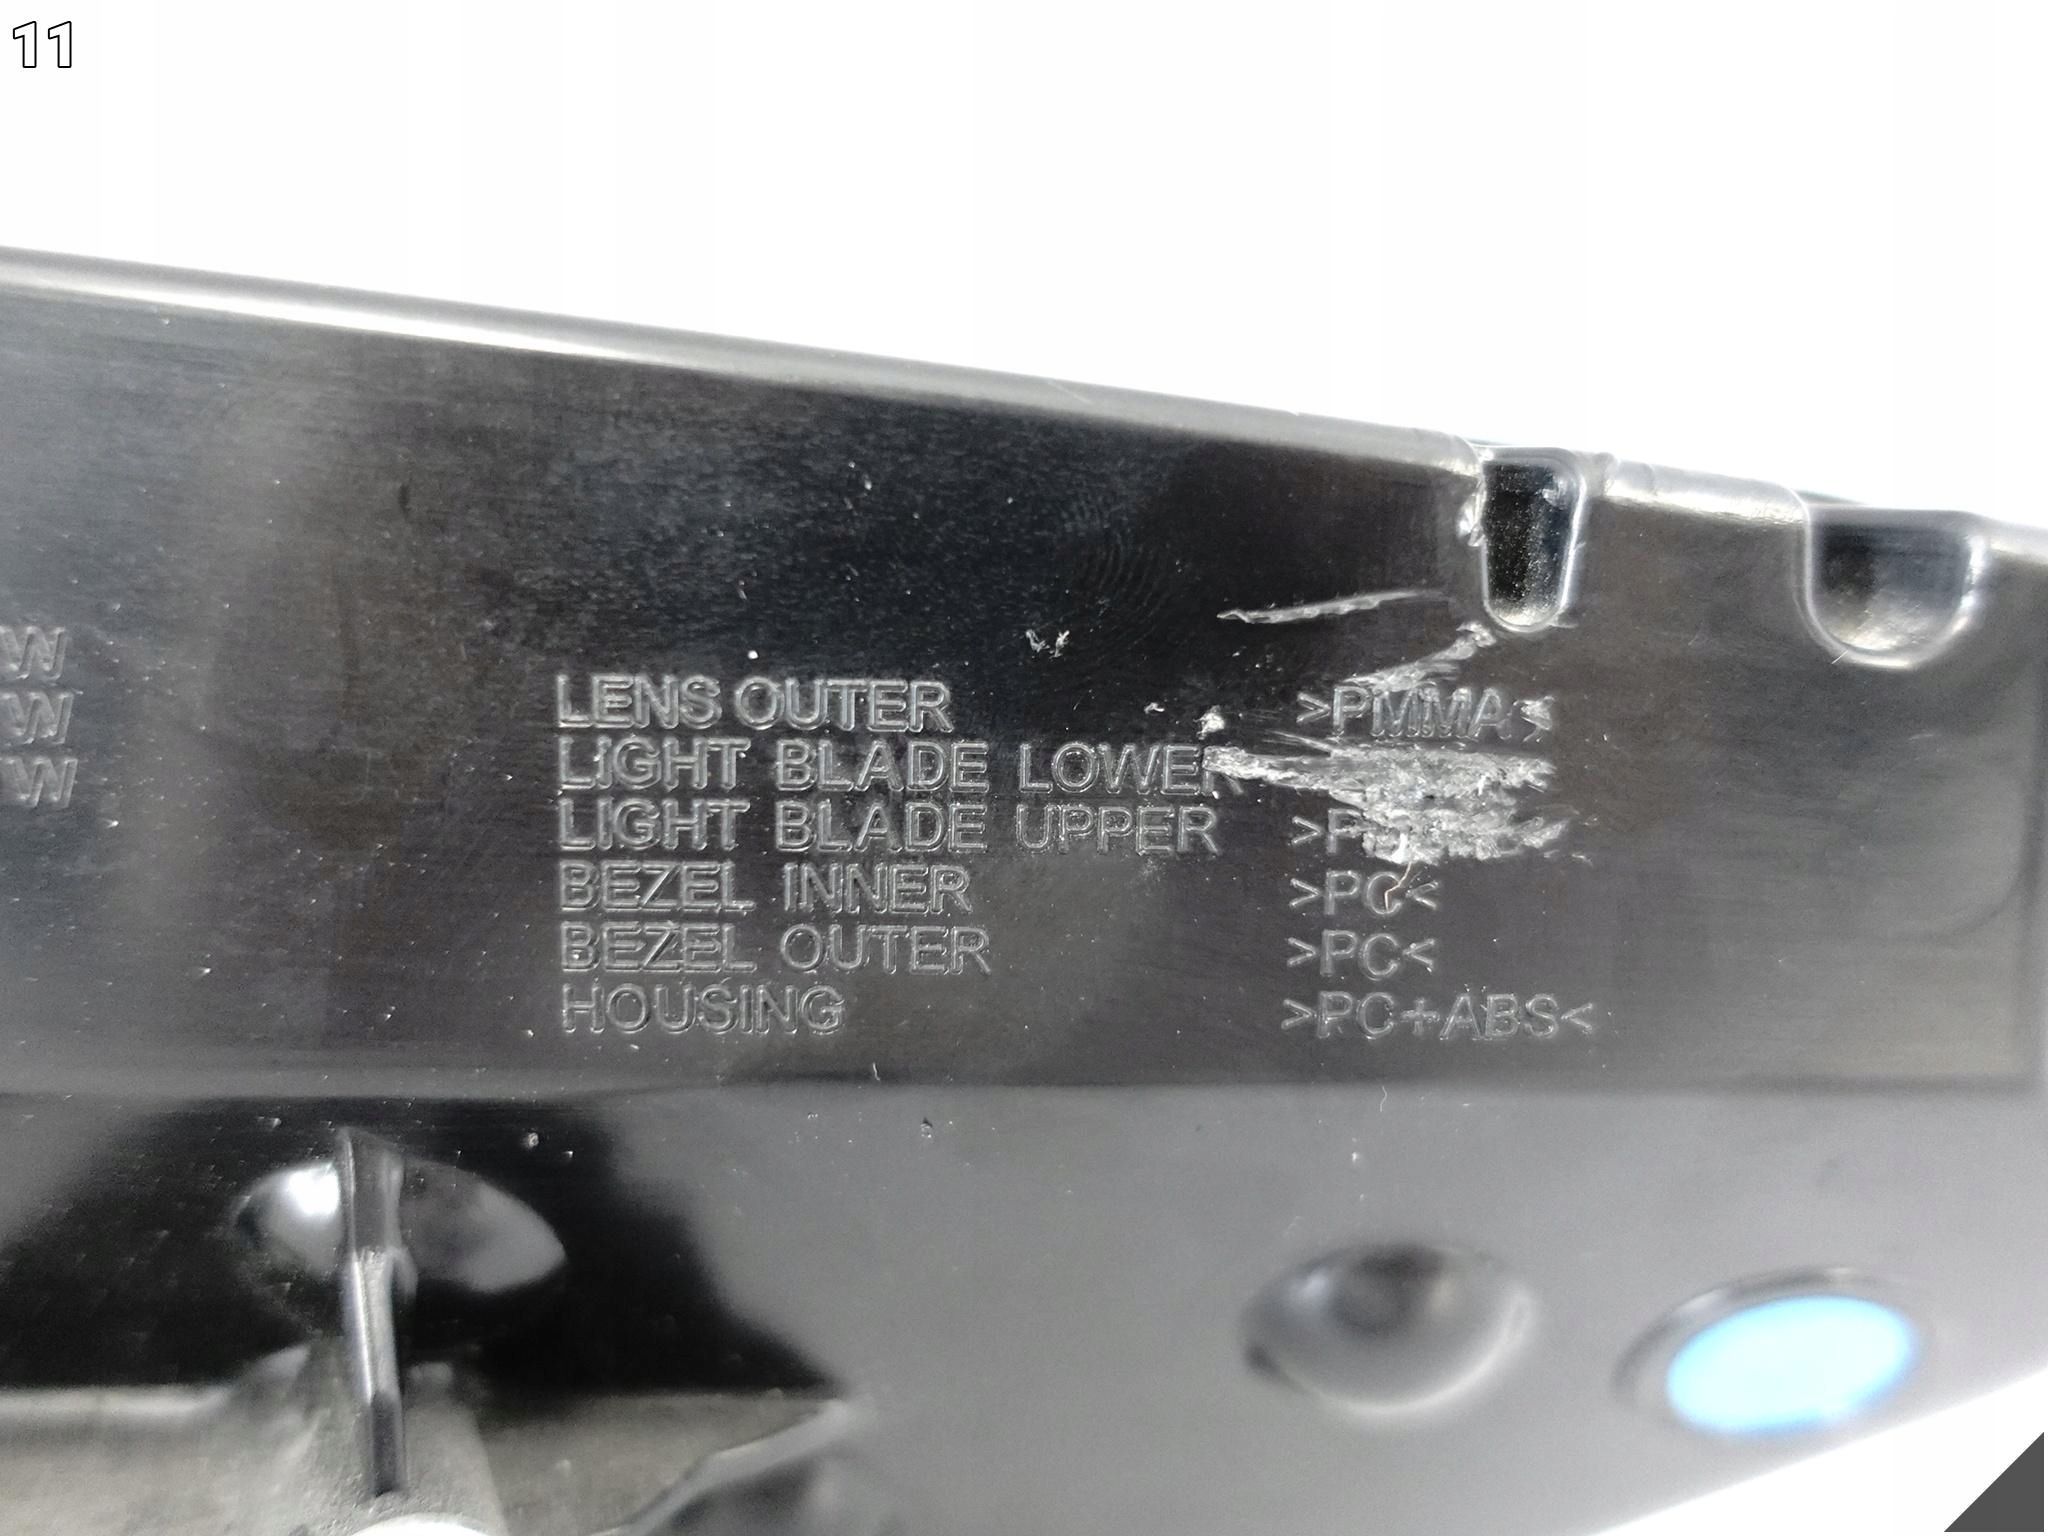 11
W
W
W
LENS OUTER >PMMA<
LIGHT BLADE LOWER
LIGHT BLADE UPPER
BEZEL INNER >PC<
BEZEL OUTER >PC<
HOUSING >PC+ABS<